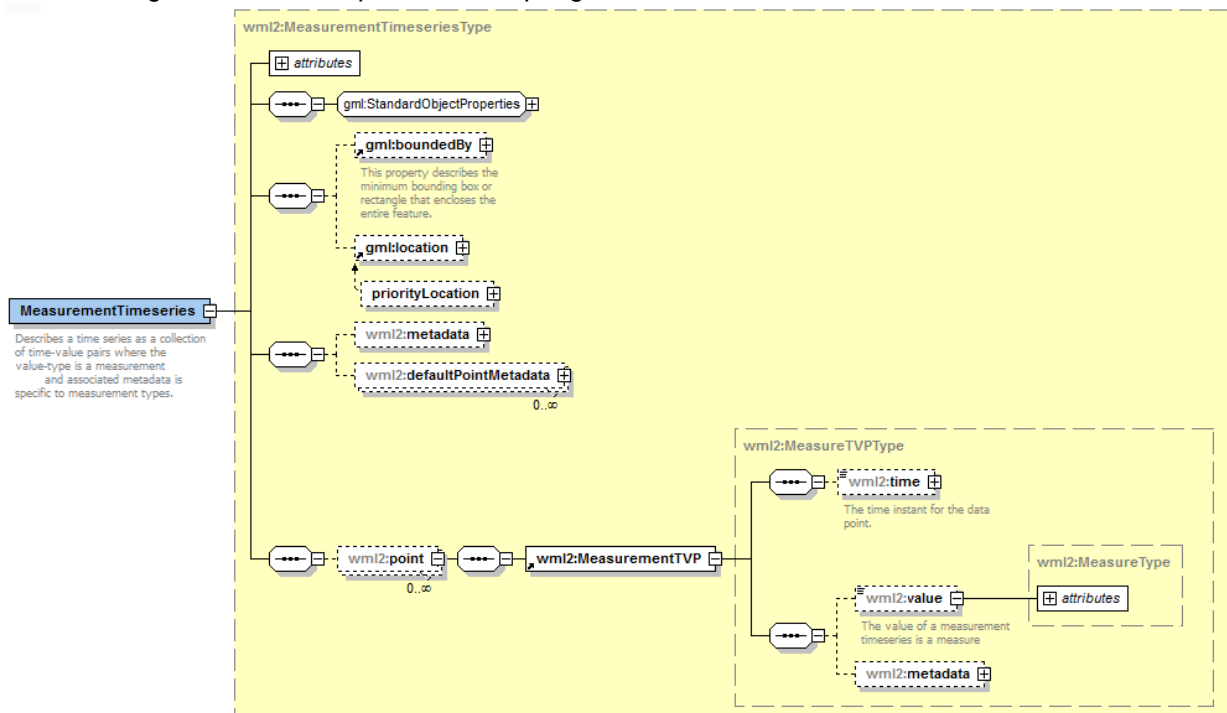 wml2:MeasurementTimeseriesType
attributes
gml:StandardObjectProperties
gml:boundedBy
This property describes the
minimum bounding box or
rectangle that encloses the
entire feature.
gml:location
priorityLocation
MeasurementTimeseries
Describes a time series as a collection
of time-value pairs where the
value-type is a measurement
and associated metadata is
specific to measurement types.
wml2:metadata
wml2:defaultPointMetadata
0..∞
wml2:MeasureTVPType
wml2:time
The time instant for the data
point.
wml2:point
0..∞
wml2:MeasurementTVP
wml2:MeasureType
wml2:value
attributes
The value of a measurement
timeseries is a measure
wml2:metadata